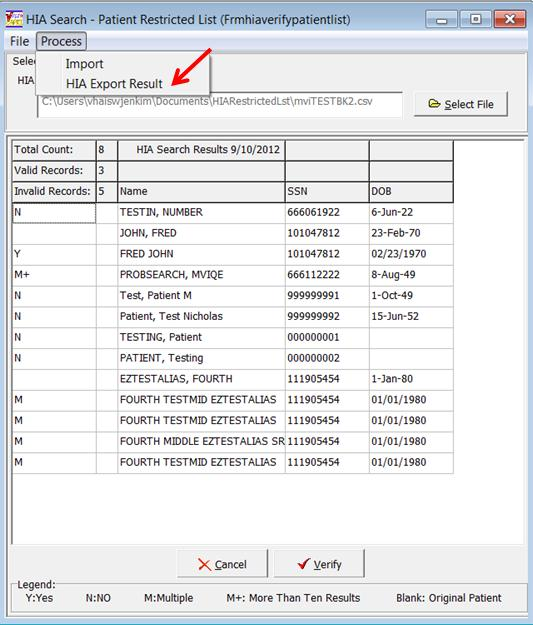 HIA Search - Patient Restricted List (Frmhiaverifypatientlist)
File Process
Import
HIA Export Result
Selec
HIA
C:\Users\vhaiswjenkim\Documents\HIARestrictedLst\mviTESTBK2.csv
Select File
Total Count: 8 HIA Search Results 9/10/2012
Valid Records: 3
Invalid Records: 5 Name SSN DOB
N TESTIN, NUMBER 666061922 6-Jun-22
JOHN, FRED 101047812 23-Feb-70
Y FRED JOHN 101047812 02/23/1970
M+ PROBSEARCH, MVIQE 666112222 8-Aug-49
N Test, Patient M 999999991 1-Oct-49
N Patient, Test Nicholas 999999992 15-Jun-52
N TESTING, Patient 000000001
N PATIENT, Testing 000000002
EZTESTALIAS, FOURTH 111905454 1-Jan-80
M FOURTH TESTMID EZTESTALIAS 111905454 01/01/1980
M FOURTH TESTMID EZTESTALIAS 111905454 01/01/1980
M FOURTH MIDDLE EZTESTALIAS SR 111905454 01/01/1980
M FOURTH TESTMID EZTESTALIAS 111905454 01/01/1980
Cancel Verify
Legend:
Y:Yes N:NO M:Multiple M+: More Than Ten Results Blank: Original Patient